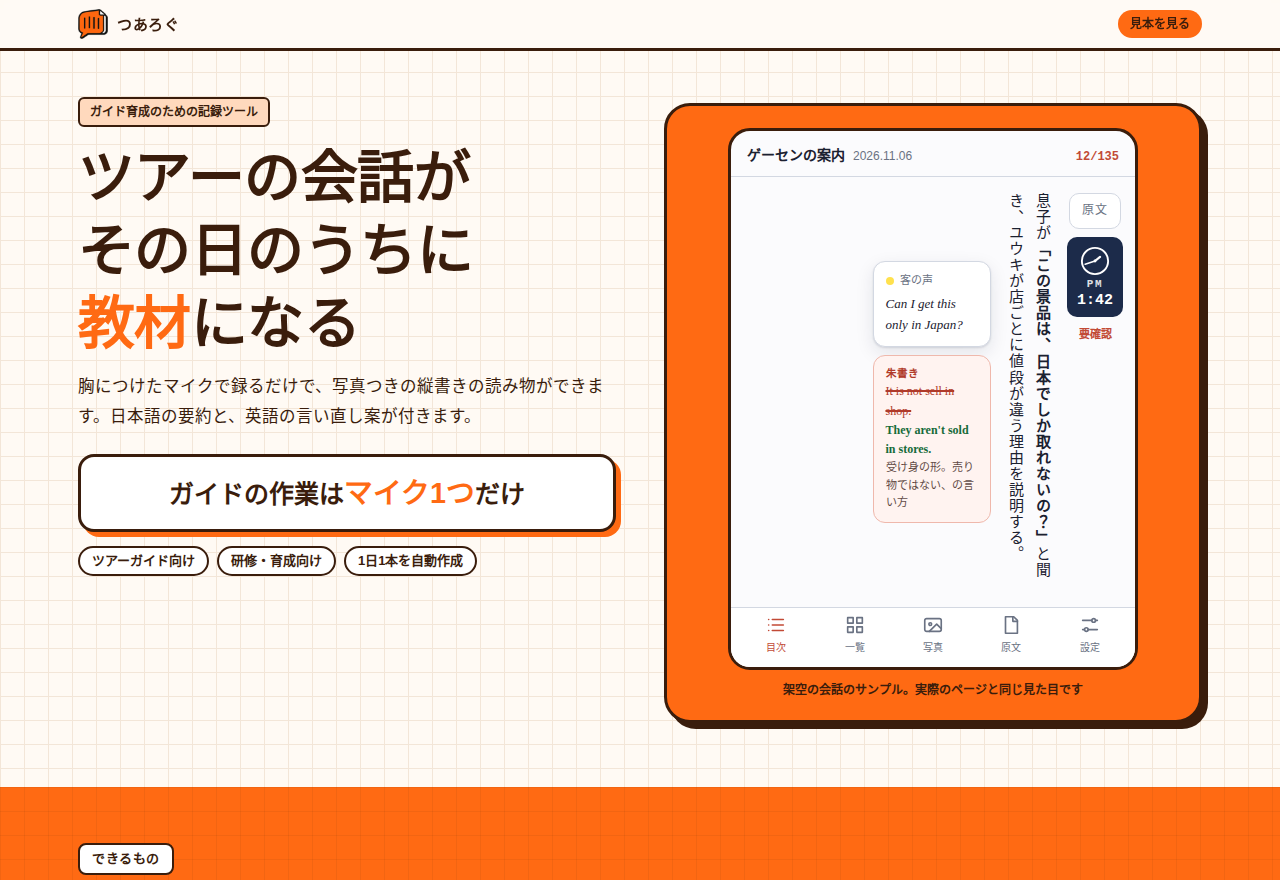 つあろぐ
見本を見る
ガイド育成のための記録ツール
ツアーの会話が
その日のうちに
教材になる
胸につけたマイクで録るだけで、写真つきの縦書きの読み物ができま
す。日本語の要約と、英語の言い直し案が付きます。
ガイドの作業はマイク1つだけ
ツアーガイド向け
研修・育成向け
1日1本を自動作成
ゲーセンの案内 2026.11.06
12/135
原文
PM
1:42
要確認
息子が「この景品は、日本でしか取れないの？」と聞
き、ユウキが店ごとに値段が違う理由を説明する。
客の声
Can I get this
only in Japan?
朱書き
It is not sell in
shop.
They aren't sold
in stores.
受け身の形。売り
物ではない、の言
い方
目次
一覧
写真
原文
設定
架空の会話のサンプル。実際のページと同じ見た目です
できるもの